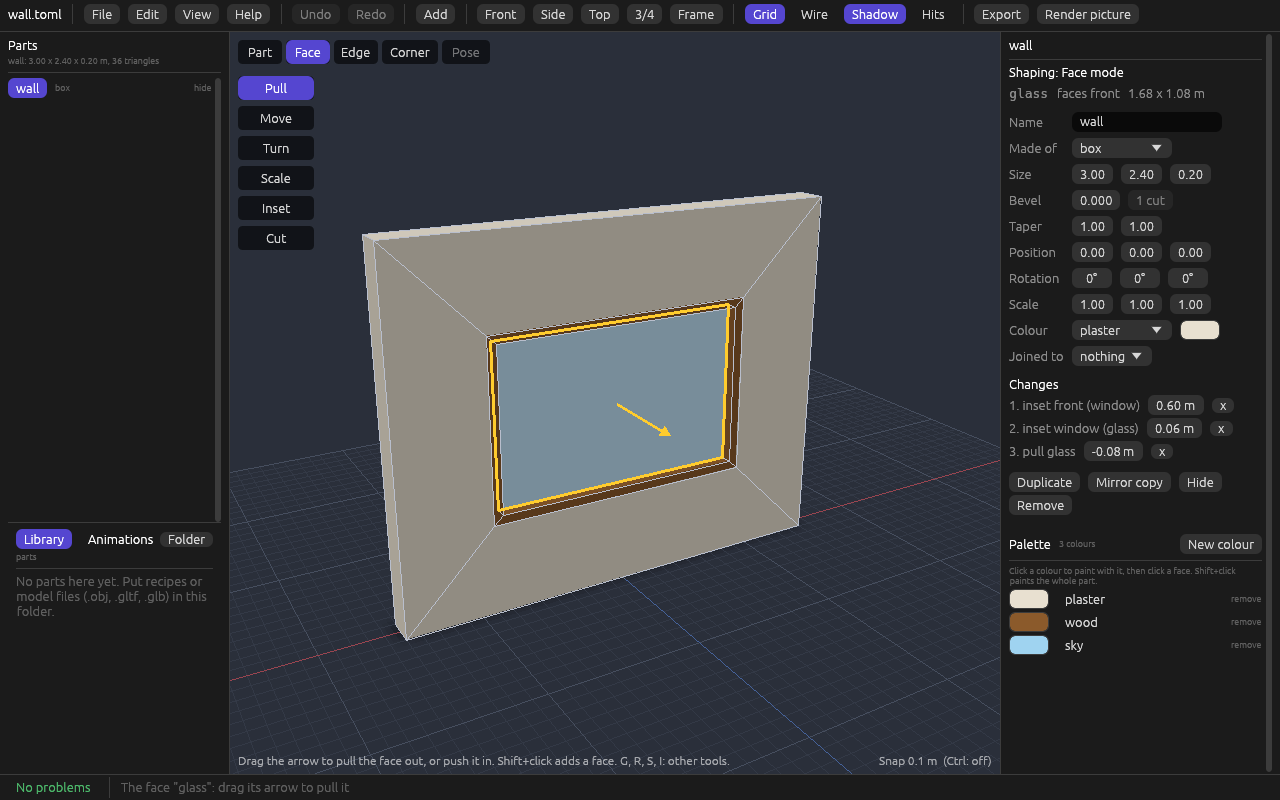 wall.toml File Edit View Help Undo Redo Add Front Side Top 3/4 Frame Grid Wire Shadow Hits Export Render picture
Parts
wall: 3.00 x 2.40 x 0.20 m, 36 triangles
wall box hide
Library Animations Folder
parts
No parts here yet. Put recipes or
model files (.obj, .gltf, .glb) in this
folder.
Part Face Edge Corner Pose
Pull
Move
Turn
Scale
Inset
Cut
Drag the arrow to pull the face out, or push it in. Shift+click adds a face. G, R, S, I: other tools.
Snap 0.1 m (Ctrl: off)
wall
Shaping: Face mode
glass faces front 1.68 x 1.08 m
Name wall
Made of box
Size 3.00 2.40 0.20
Bevel 0.000 1 cut
Taper 1.00 1.00
Position 0.00 0.00 0.00
Rotation 0° 0° 0°
Scale 1.00 1.00 1.00
Colour plaster
Joined to nothing
Changes
1. inset front (window) 0.60 m x
2. inset window (glass) 0.06 m x
3. pull glass -0.08 m x
Duplicate Mirror copy Hide
Remove
Palette 3 colours New colour
Click a colour to paint with it, then click a face. Shift+click
paints the whole part.
plaster remove
wood remove
sky remove
No problems The face "glass": drag its arrow to pull it